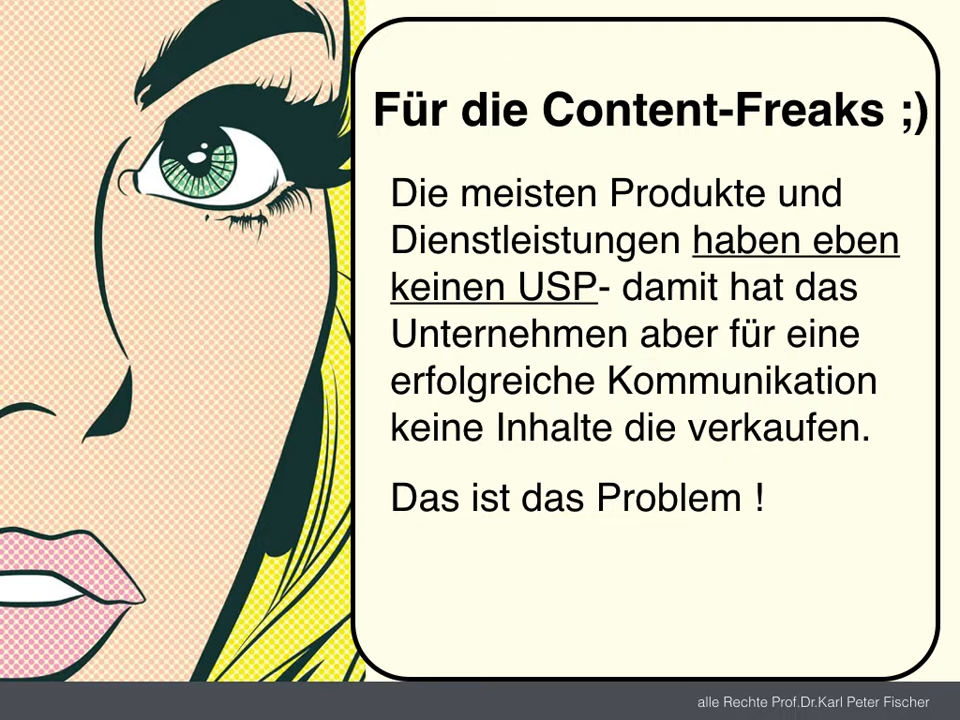 Für die Content-Freaks ;)
Die meisten Produkte und
Dienstleistungen haben eben
keinen USP- damit hat das
Unternehmen aber für eine
erfolgreiche Kommunikation
keine Inhalte die verkaufen.
Das ist das Problem !
alle Rechte Prof.Dr.Karl Peter Fischer